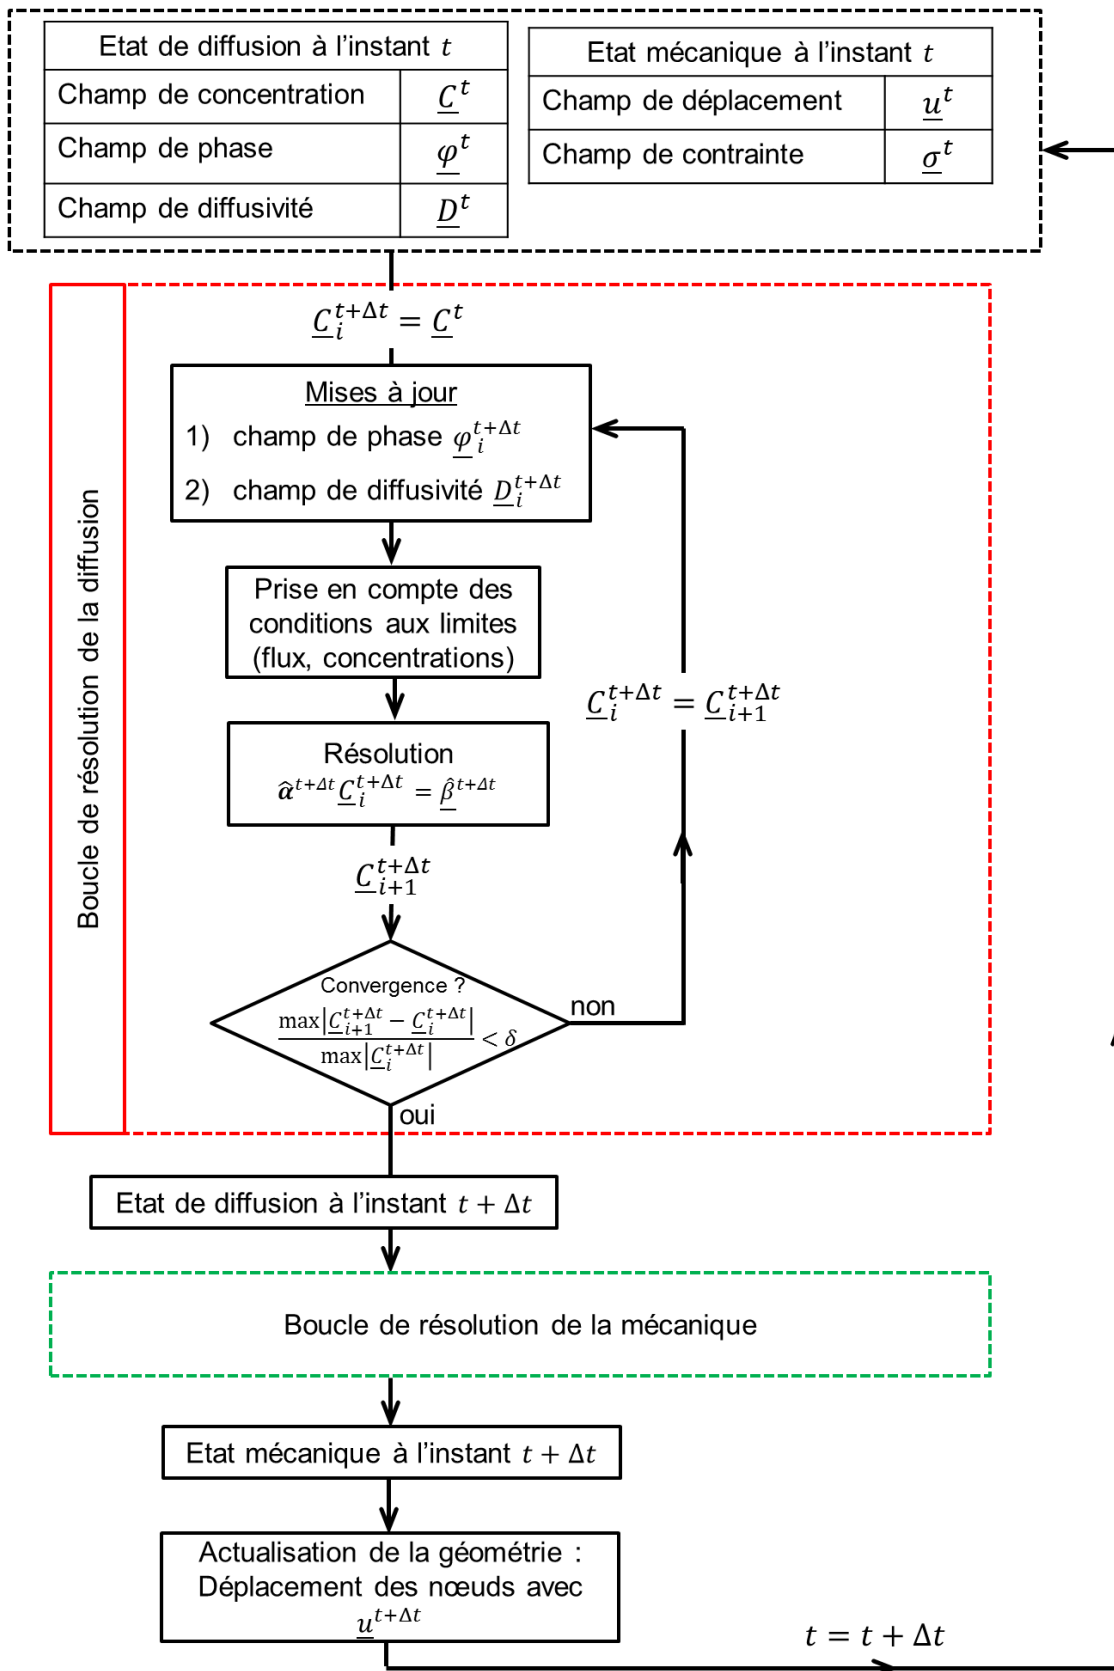 Etat de diffusion à l’instant t
Champ de concentration C^t
Champ de phase φ^t
Champ de diffusivité D^t
Etat mécanique à l’instant t
Champ de déplacement u^t
Champ de contrainte σ^t
C_i^{t+Δt} = C^t
Mises à jour
1) champ de phase φ_i^{t+Δt}
2) champ de diffusivité D_i^{t+Δt}
Prise en compte des
conditions aux limites
(flux, concentrations)
Résolution
α̂^{t+Δt} C_i^{t+Δt} = β̂^{t+Δt}
C_{i+1}^{t+Δt}
Convergence ?
max|C_{i+1}^{t+Δt} − C_i^{t+Δt}| / max|C_i^{t+Δt}| < δ
non
C_i^{t+Δt} = C_{i+1}^{t+Δt}
oui
Boucle de résolution de la diffusion
Etat de diffusion à l’instant t + Δt
Boucle de résolution de la mécanique
Etat mécanique à l’instant t + Δt
Actualisation de la géométrie :
Déplacement des nœuds avec
u^{t+Δt}
t = t + Δt